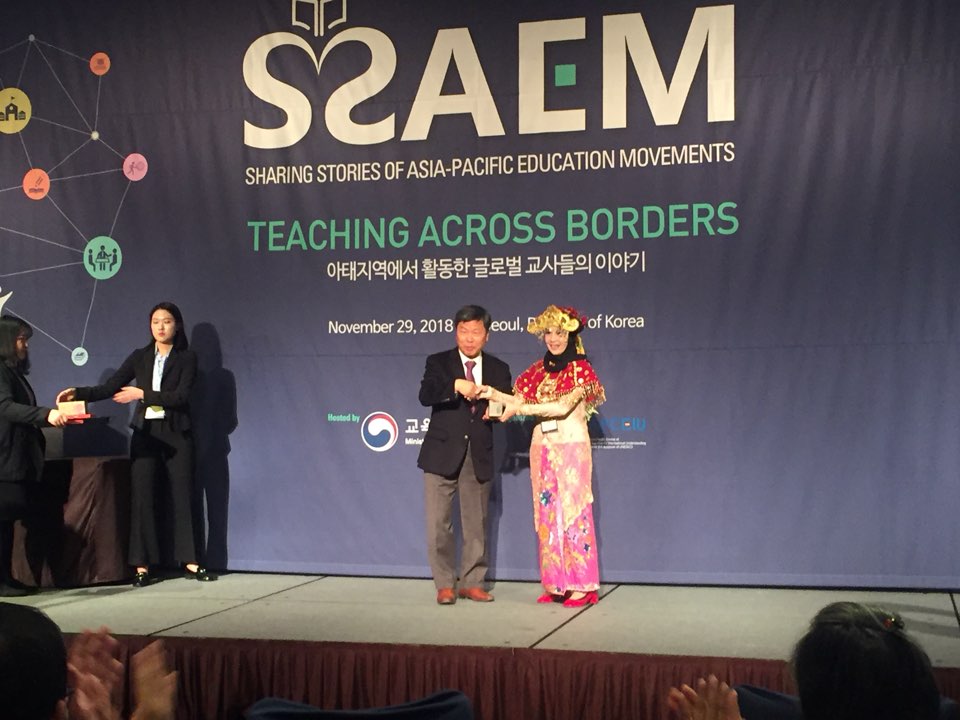 SSAEM
SHARING STORIES OF ASIA-PACIFIC EDUCATION MOVEMENTS
TEACHING ACROSS BORDERS
아태지역에서 활동한 글로벌 교사들의 이야기
November 29, 2018 of Korea
Hosted by